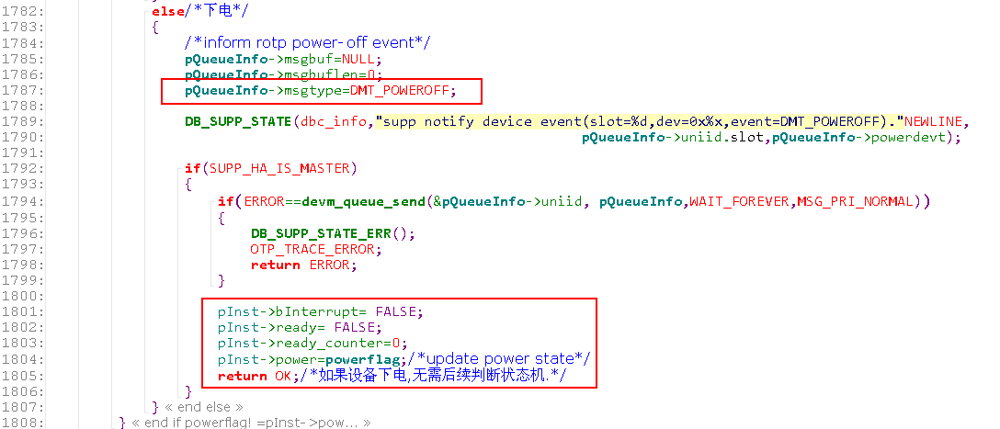 1782: else/*下电*/
1783: {
1784: /*inform rotp power-off event*/
1785: pQueueInfo->msgbuf=NULL;
1786: pQueueInfo->msgbuflen=0;
1787: pQueueInfo->msgtype=DMT_POWEROFF;
1788:
1789: DB_SUPP_STATE(dbc_info,"supp notify device event(slot=%d,dev=0x%x,event=DMT_POWEROFF)."NEWLINE,
1790: pQueueInfo->uniid.slot,pQueueInfo->powerdevt);
1791:
1792: if(SUPP_HA_IS_MASTER)
1793: {
1794: if(ERROR==devm_queue_send(&pQueueInfo->uniid, pQueueInfo,WAIT_FOREVER,MSG_PRI_NORMAL))
1795: {
1796: DB_SUPP_STATE_ERR();
1797: OTP_TRACE_ERROR;
1798: return ERROR;
1799: }
1800:
1801: pInst->bInterrupt= FALSE;
1802: pInst->ready= FALSE;
1803: pInst->ready_counter=0;
1804: pInst->power=powerflag;/*update power state*/
1805: return OK;/*如果设备下电,无需后续判断状态机.*/
1806: }
1807: } « end else »
1808: } « end if powerflag! =pInst->pow... »